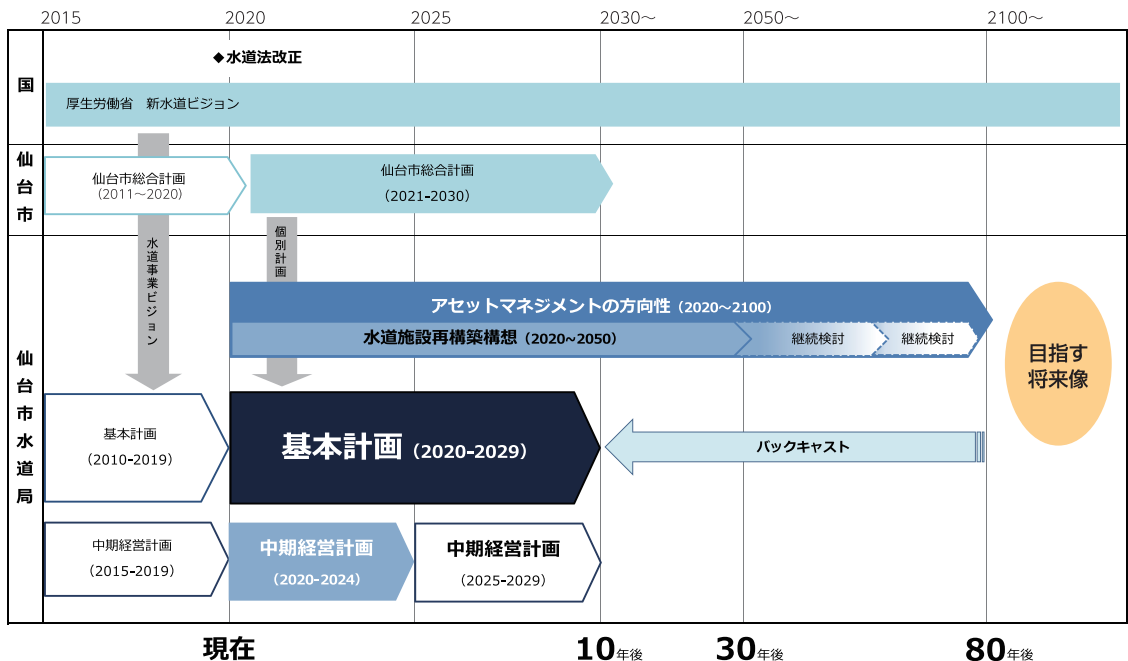 2015 2020 2025 2030~ 2050~ 2100~
国
◆水道法改正
厚生労働省 新水道ビジョン
仙台市
仙台市総合計画
(2011~2020)
仙台市総合計画
(2021-2030)
仙台市水道局
水道事業ビジョン
個別計画
アセットマネジメントの方向性(2020~2100)
水道施設再構築構想(2020~2050)
継続検討
継続検討
目指す
将来像
基本計画
(2010-2019)
基本計画(2020-2029)
バックキャスト
中期経営計画
(2015-2019)
中期経営計画
(2020-2024)
中期経営計画
(2025-2029)
現在 10年後 30年後 80年後